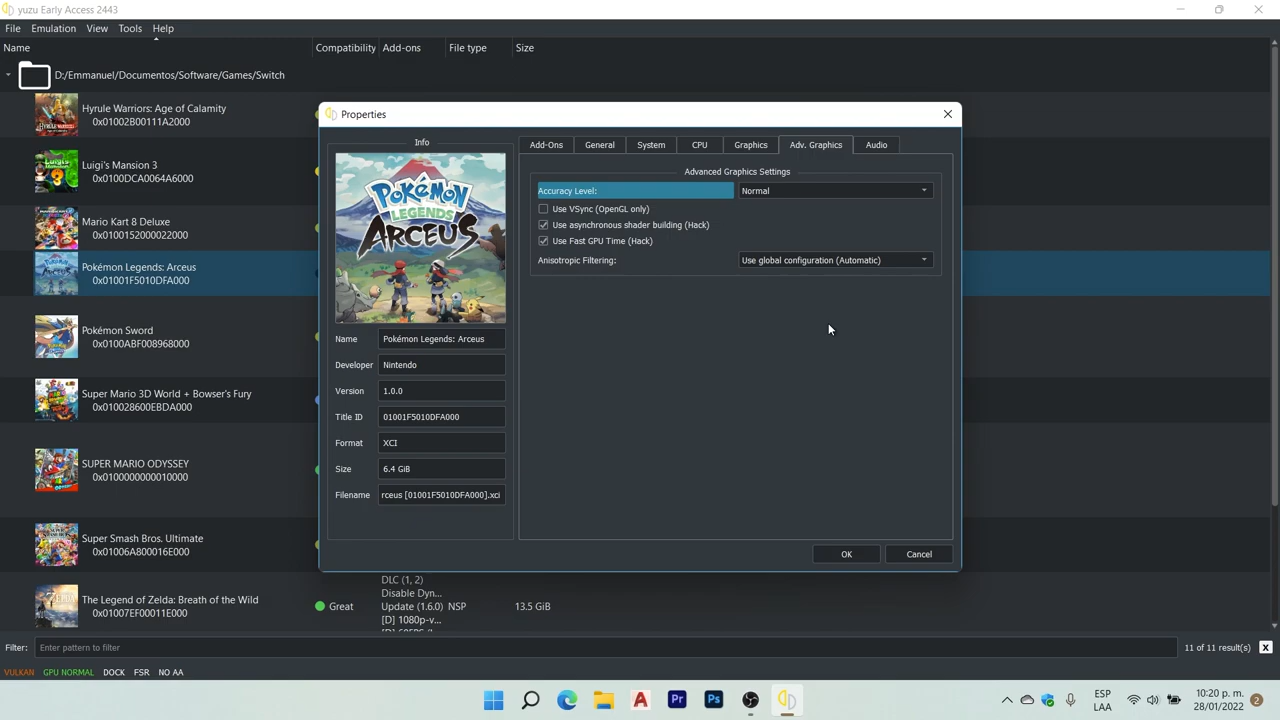 yuzu Early Access 2443
File Emulation View Tools Help
Name Compatibility Add-ons File type Size
D:/Emmanuel/Documentos/Software/Games/Switch
Hyrule Warriors: Age of Calamity
0x01002B00111A2000
Luigi's Mansion 3
0x0100DCA0064A6000
Mario Kart 8 Deluxe
0x0100152000022000
Pokémon Legends: Arceus
0x01001F5010DFA000
Pokémon Sword
0x0100ABF008968000
Super Mario 3D World + Bowser's Fury
0x010028600EBDA000
SUPER MARIO ODYSSEY
0x0100000000010000
Super Smash Bros. Ultimate
0x01006A800016E000
The Legend of Zelda: Breath of the Wild
0x01007EF00011E000
Great
DLC (1, 2)
Disable Dyn...
Update (1.6.0) NSP 13.5 GiB
[D] 1080p-v...
Properties
Info
POKÉMON
LEGENDS
ARCEUS
Name Pokémon Legends: Arceus
Developer Nintendo
Version 1.0.0
Title ID 01001F5010DFA000
Format XCI
Size 6.4 GiB
Filename rceus [01001F5010DFA000].xci
Add-Ons General System CPU Graphics Adv. Graphics Audio
Advanced Graphics Settings
Accuracy Level: Normal
Use VSync (OpenGL only)
Use asynchronous shader building (Hack)
Use Fast GPU Time (Hack)
Anisotropic Filtering: Use global configuration (Automatic)
OK Cancel
Filter: Enter pattern to filter 11 of 11 result(s) X
VULKAN GPU NORMAL DOCK FSR NO AA
A Pr Ps
ESP
LAA
10:20 p. m.
28/01/2022
2